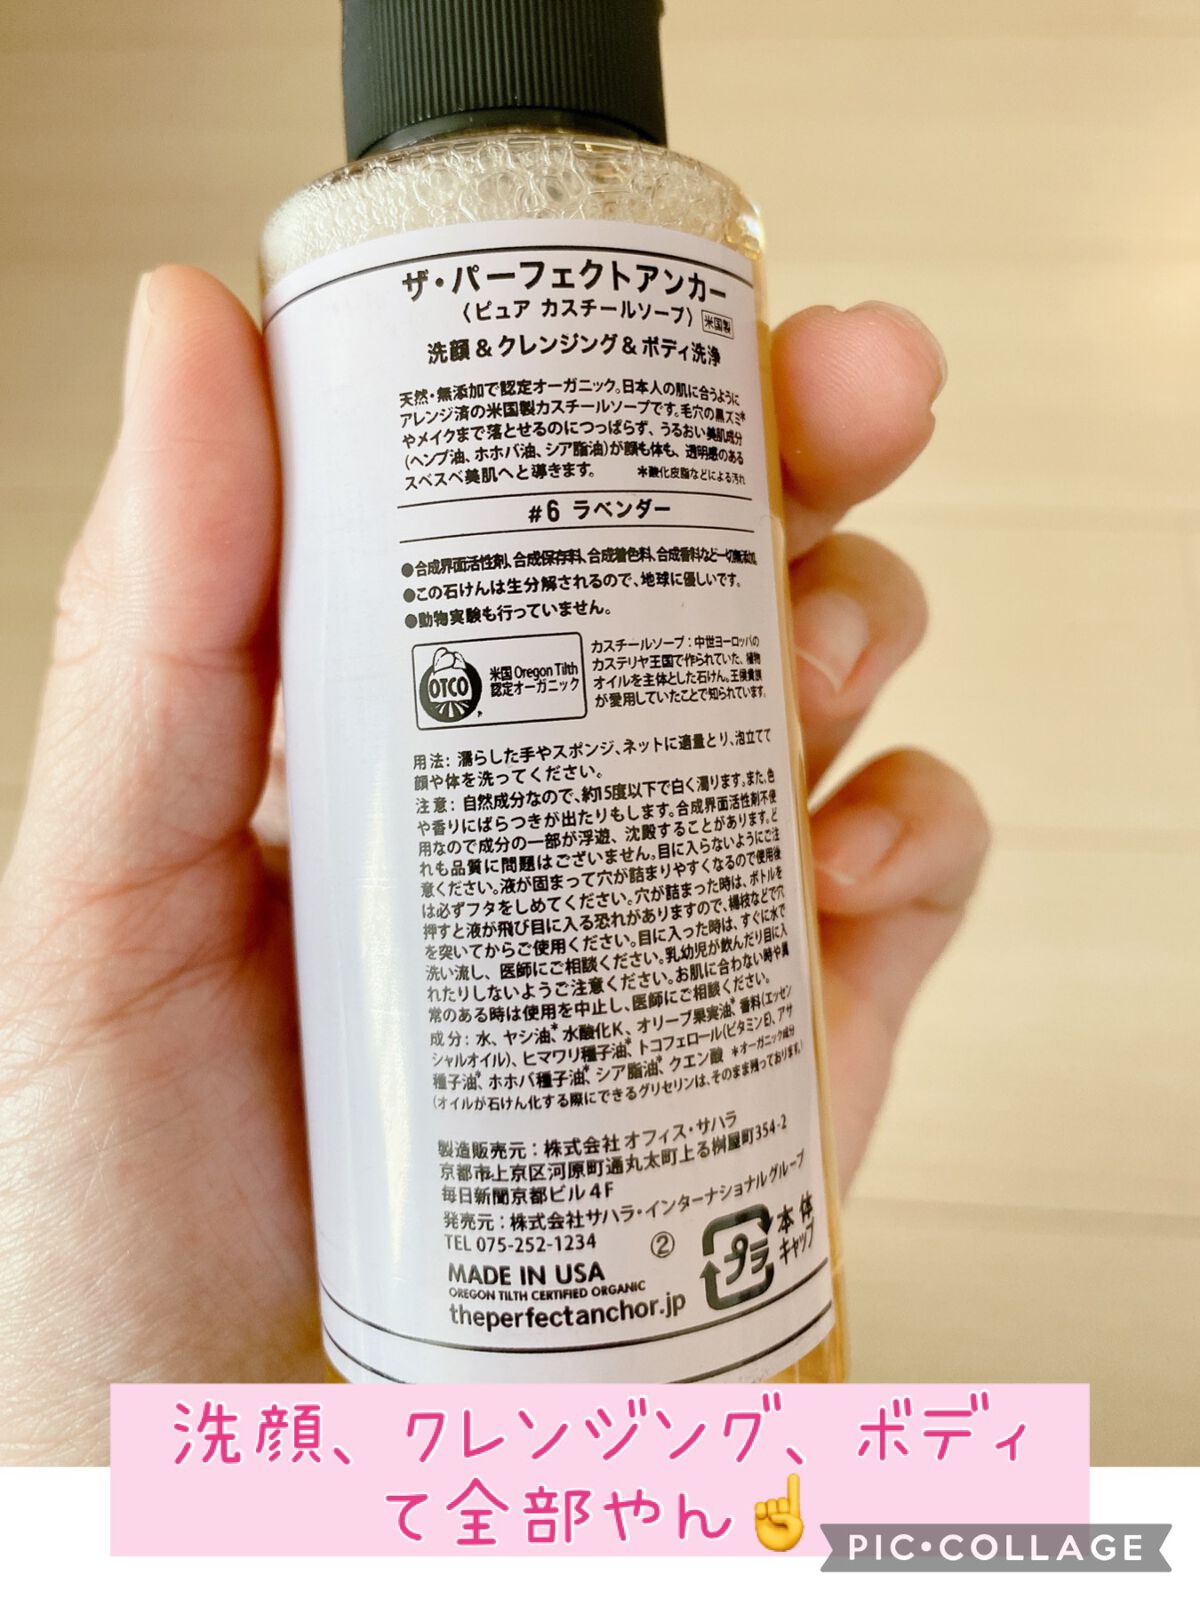 ザ・パーフェクトアンカー
〈ピュア カスチールソープ〉 米国製
洗顔&クレンジング&ボディ洗浄
天然・無添加で認定オーガニック。日本人の肌に合うように
アレンジ済の米国製カスチールソープです。毛穴の黒ズミ*
やメイクまで落とせるのにつっぱらず、うるおい美肌成分
(ヘンプ油、ホホバ油、シア脂油)が顔も体も、透明感のある
スベスベ美肌へと導きます。 *酸化皮脂などによる汚れ
#6 ラベンダー
●合成界面活性剤、合成保存料、合成着色料、合成香料など一切無添加。
●この石けんは生分解されるので、地球に優しいです。
●動物実験も行っていません。
OTCO
米国Oregon Tilth
認定オーガニック
カスチールソープ:中世ヨーロッパの
カステリヤ王国で作られていた、植物
オイルを主体とした石けん。王侯貴族
が愛用していたことで知られています。
用法: 濡らした手やスポンジ、ネットに適量とり、泡立てて
顔や体を洗ってください。
注意: 自然成分なので、約15度以下で白く濁ります。また、色
や香りにばらつきが出たりもします。合成界面活性剤不使
用なので成分の一部が浮遊、沈殿することがあります。ど
れも品質に問題はございません。目に入らないようにご注
意ください。液が固まって穴が詰まりやすくなるので使用後
は必ずフタをしめてください。穴が詰まった時は、ボトルを
押すと液が飛び目に入る恐れがありますので、楊枝などで穴
を突いてからご使用ください。目に入った時は、すぐに水で
洗い流し、医師にご相談ください。乳幼児が飲んだり目に入
れたりしないようご注意ください。お肌に合わない時や異
常のある時は使用を中止し、医師にご相談ください。
成分: 水、ヤシ油*、水酸化K、オリーブ果実油*、香料(エッセン
シャルオイル)、ヒマワリ種子油*、トコフェロール(ビタミンE)、アサ
種子油*、ホホバ種子油*、シア脂油*、クエン酸 *オーガニック成分
(オイルが石けん化する際にできるグリセリンは、そのまま残っております。)
製造販売元:株式会社 オフィス・サハラ
京都市上京区河原町通丸太町上る桝屋町354-2
毎日新聞京都ビル4F
発売元:株式会社サハラ・インターナショナルグループ
TEL 075-252-1234 ②
MADE IN USA
OREGON TILTH CERTIFIED ORGANIC
theperfectanchor.jp
プラ
本体
キャップ
洗顔、クレンジング、ボディ
て全部やん☝
PIC•COLLAGE